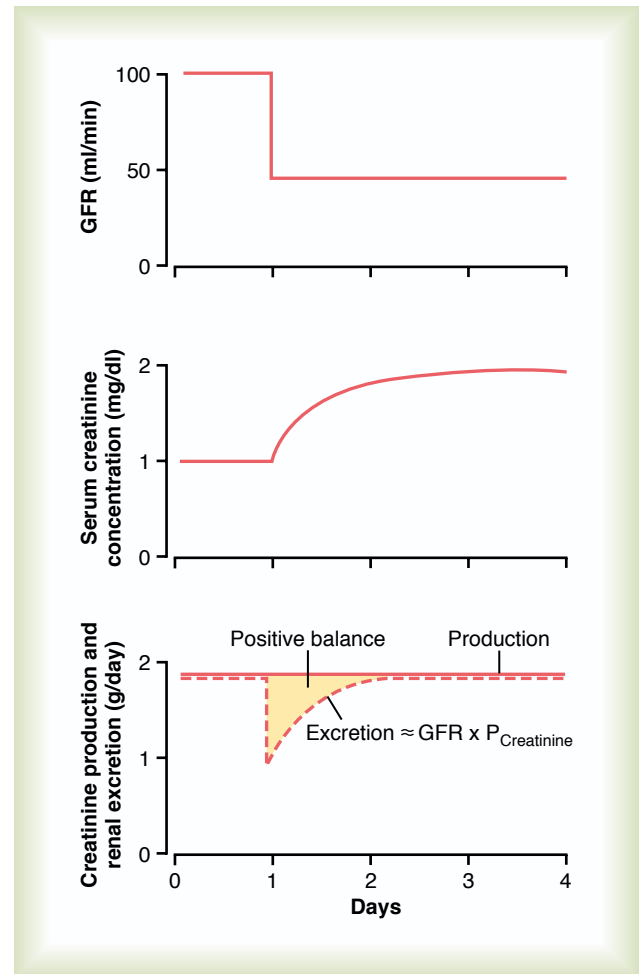 GFR (ml/min)
100
50
0
Serum creatinine
concentration (mg/dl)
2
1
0
Creatinine production and
renal excretion (g/day)
Positive balance
Production
2
Excretion ≈ GFR x PCreatinine
1
0
0 1 2 3 4
Days